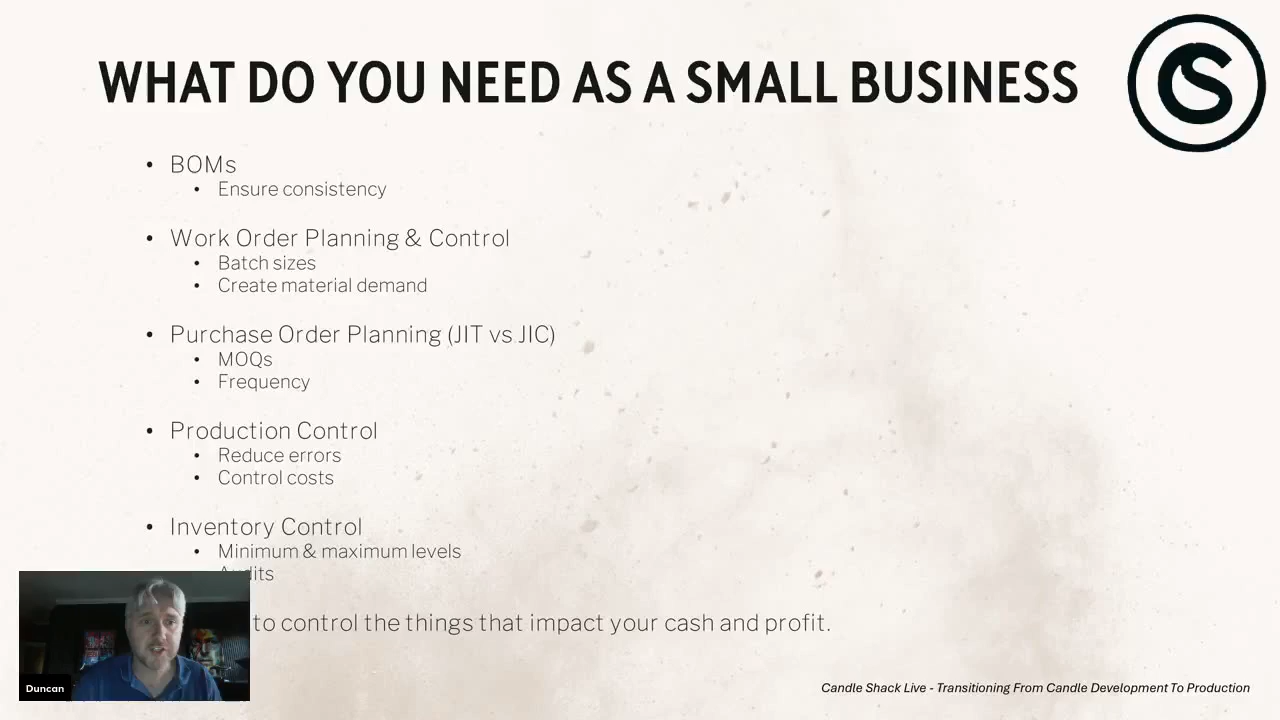 WHAT DO YOU NEED AS A SMALL BUSINESS
CS
• BOMs
• Ensure consistency
• Work Order Planning & Control
• Batch sizes
• Create material demand
• Purchase Order Planning (JIT vs JIC)
• MOQs
• Frequency
• Production Control
• Reduce errors
• Control costs
• Inventory Control
• Minimum & maximum levels
Audits
to control the things that impact your cash and profit.
Duncan
Candle Shack Live - Transitioning From Candle Development To Production